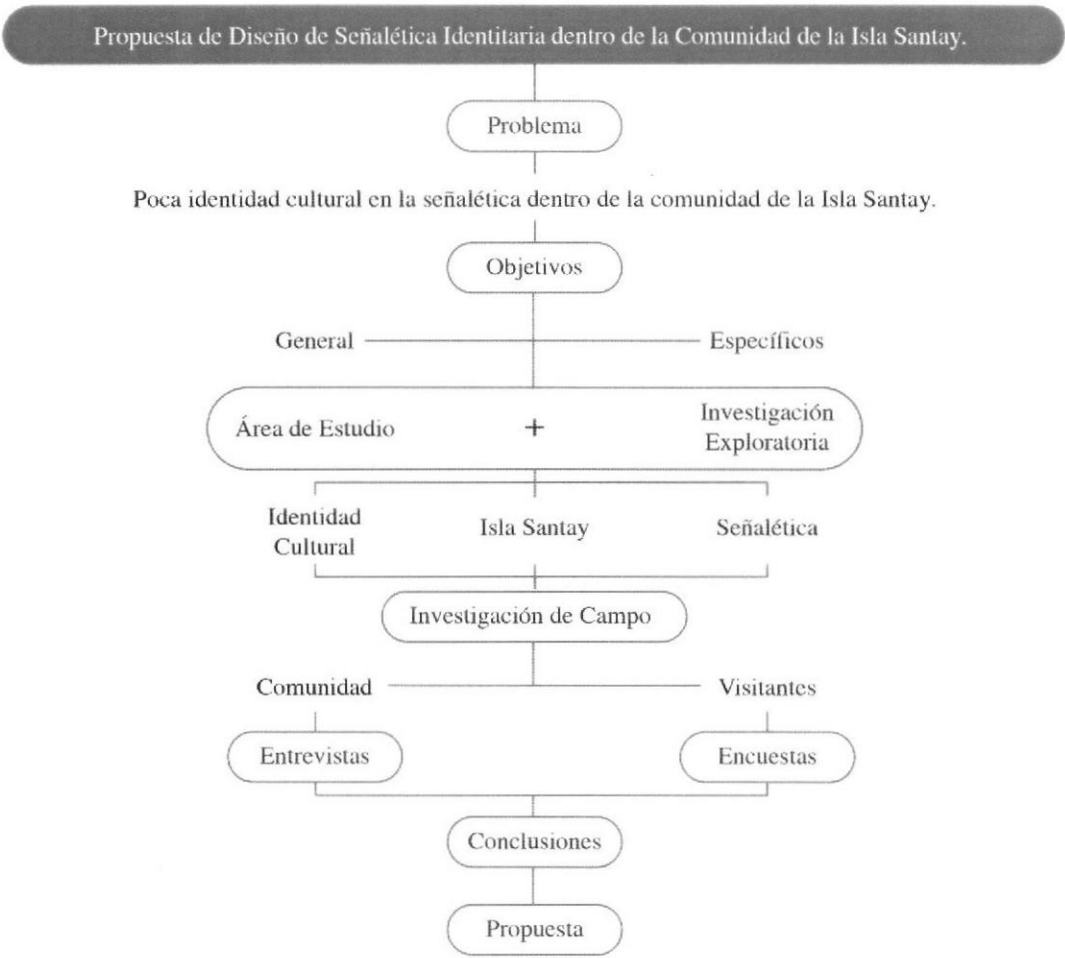 Propuesta de Diseño de Señalética Identitaria dentro de la Comunidad de la Isla Santay.
Problema
Poca identidad cultural en la señalética dentro de la comunidad de la Isla Santay.
Objetivos
General
Específicos
Área de Estudio
+
Investigación
Exploratoria
Identidad
Cultural
Isla Santay
Señalética
Investigación de Campo
Comunidad
Visitantes
Entrevistas
Encuestas
Conclusiones
Propuesta